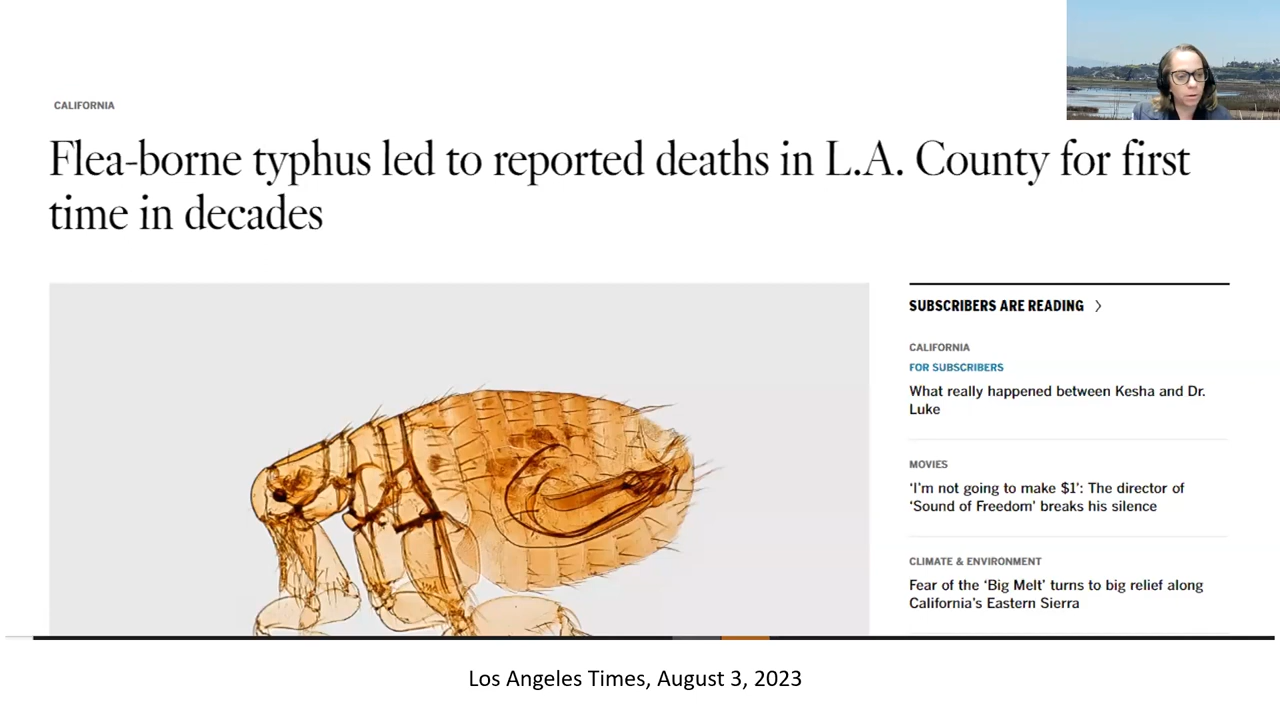 CALIFORNIA
Flea-borne typhus led to reported deaths in L.A. County for first
time in decades
SUBSCRIBERS ARE READING
CALIFORNIA
FOR SUBSCRIBERS
What really happened between Kesha and Dr.
Luke
MOVIES
‘I’m not going to make $1’: The director of
‘Sound of Freedom’ breaks his silence
CLIMATE & ENVIRONMENT
Fear of the ‘Big Melt’ turns to big relief along
California’s Eastern Sierra
Los Angeles Times, August 3, 2023